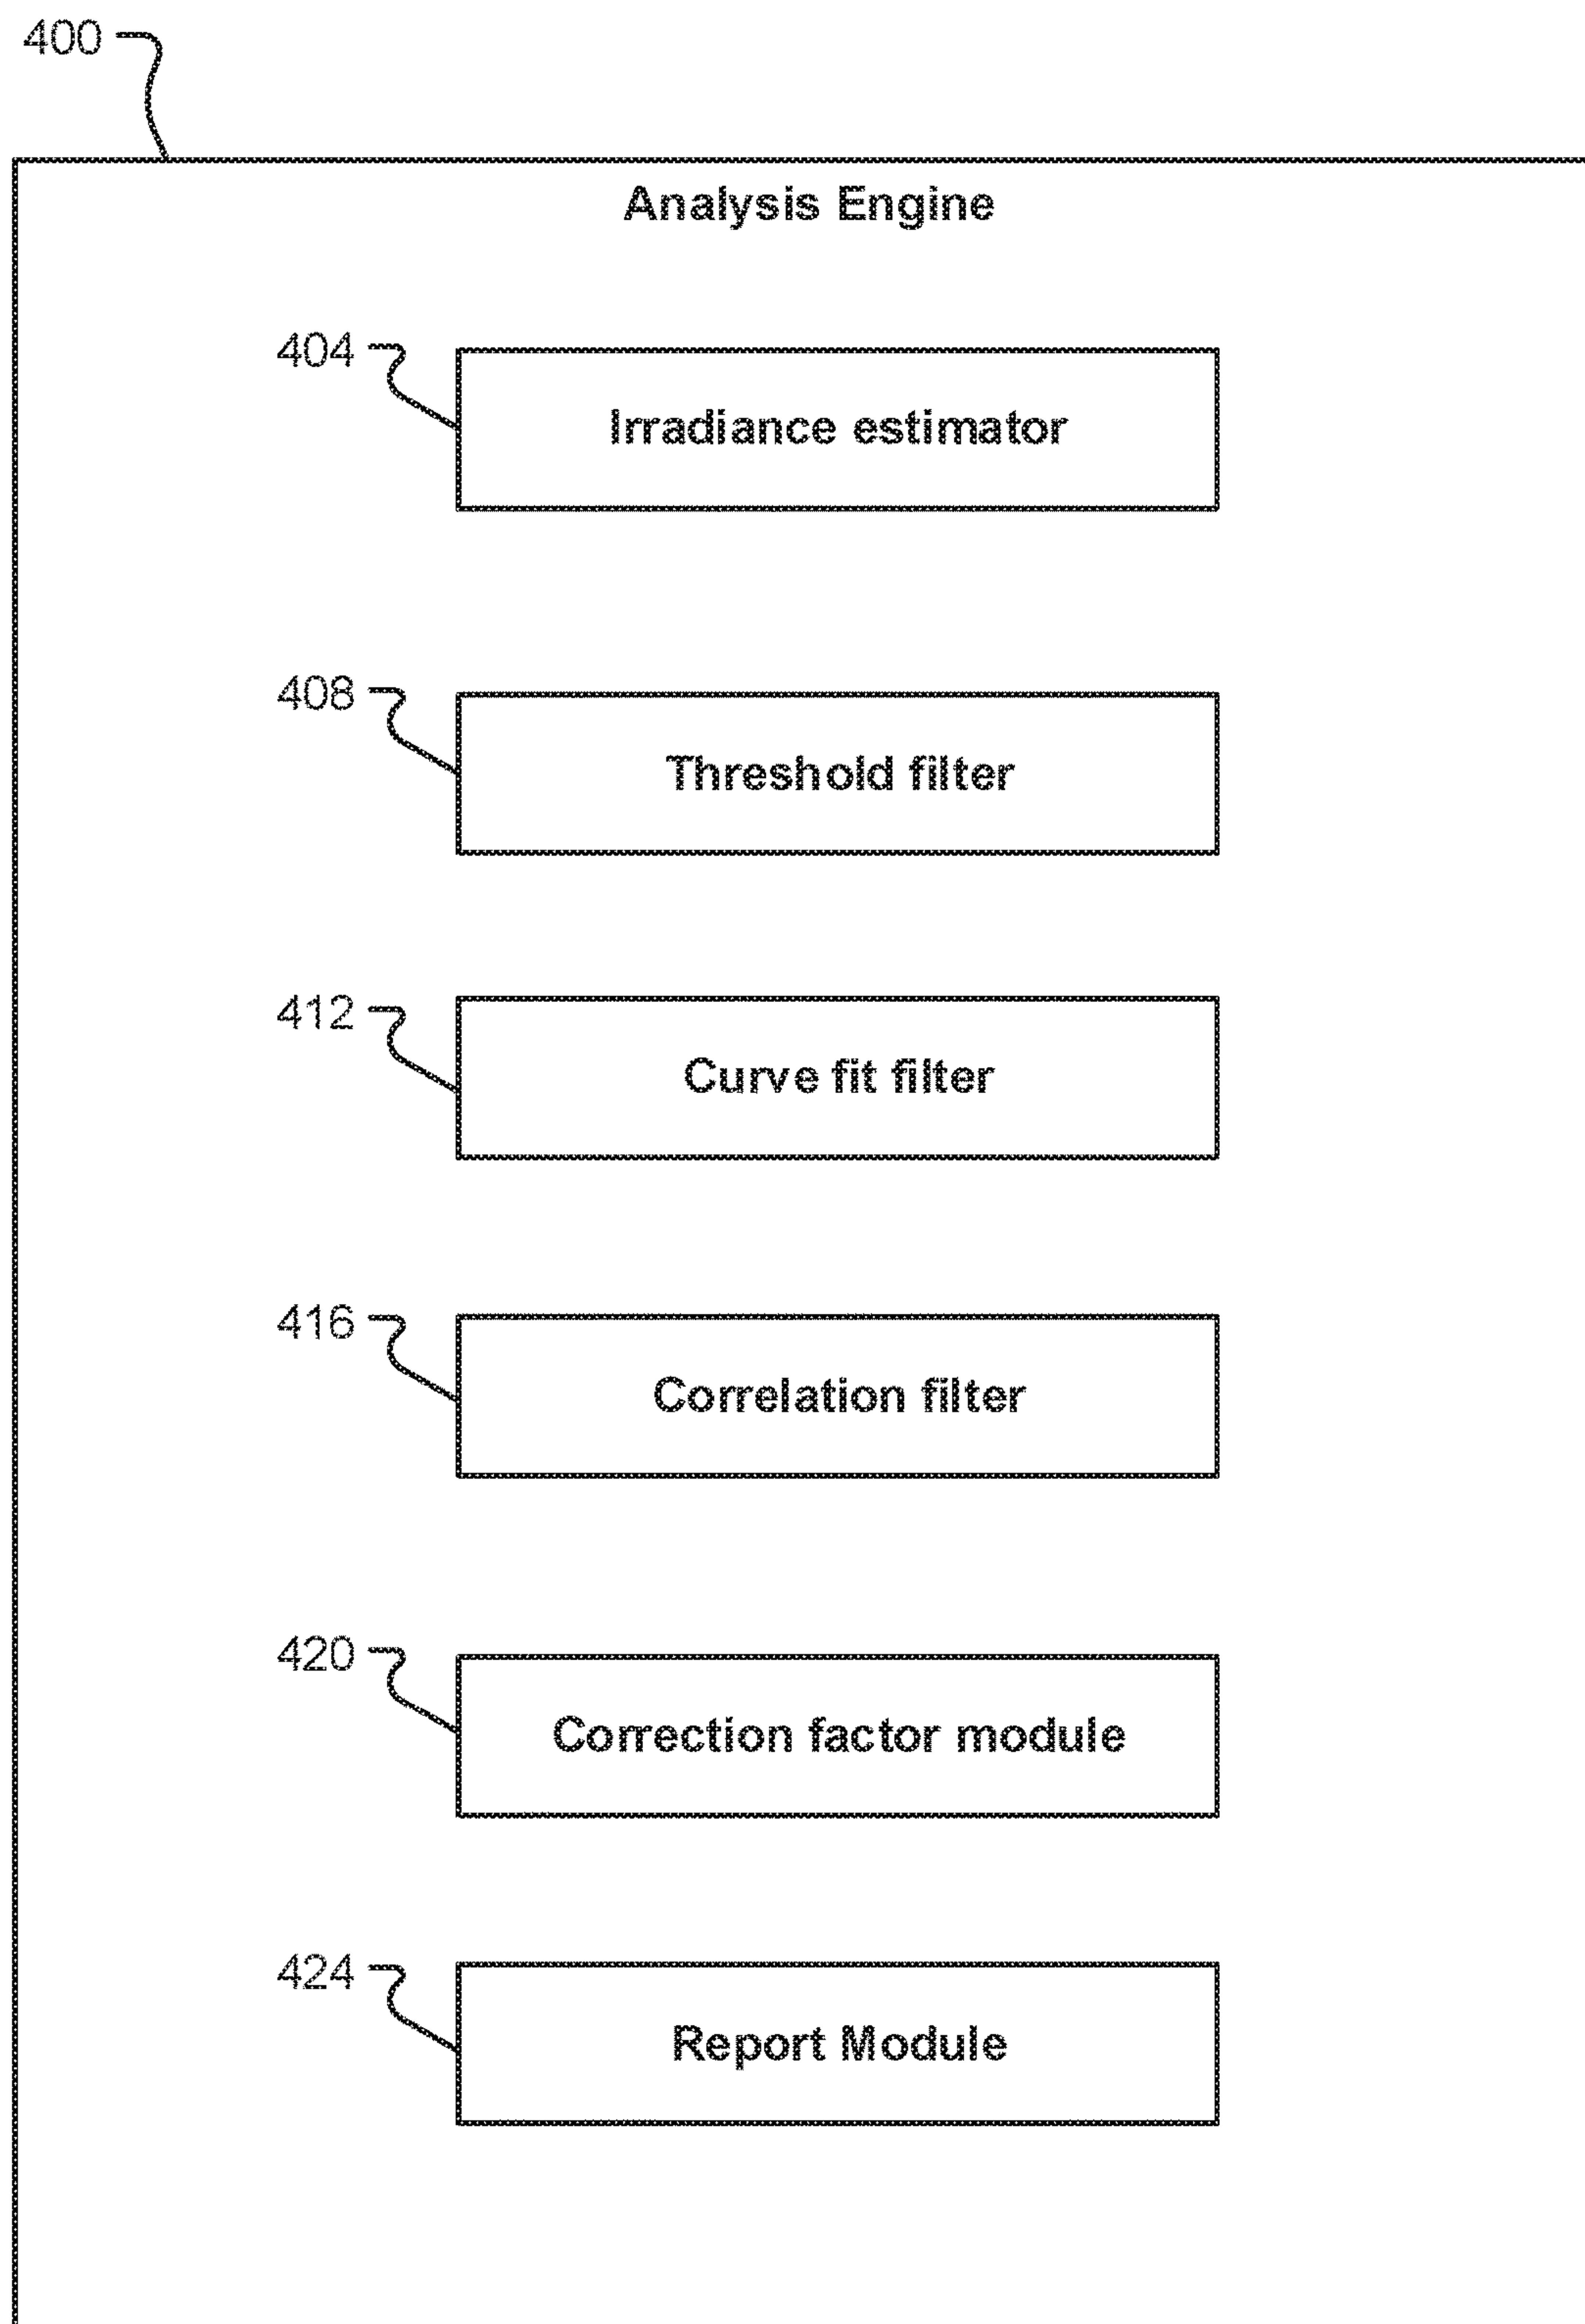 400
Analysis Engine
404
Irradiance estimator
408
Threshold filter
412
Curve fit filter
416
Correlation filter
420
Correction factor module
424
Report Module